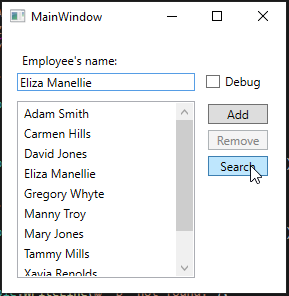 MainWindow
Employee's name:
Eliza Manellie
Debug
Adam Smith
Add
Carmen Hills
Remove
David Jones
Eliza Manellie
Search
Gregory Whyte
Manny Troy
Mary Jones
Tammy Mills
Xavia Renolds